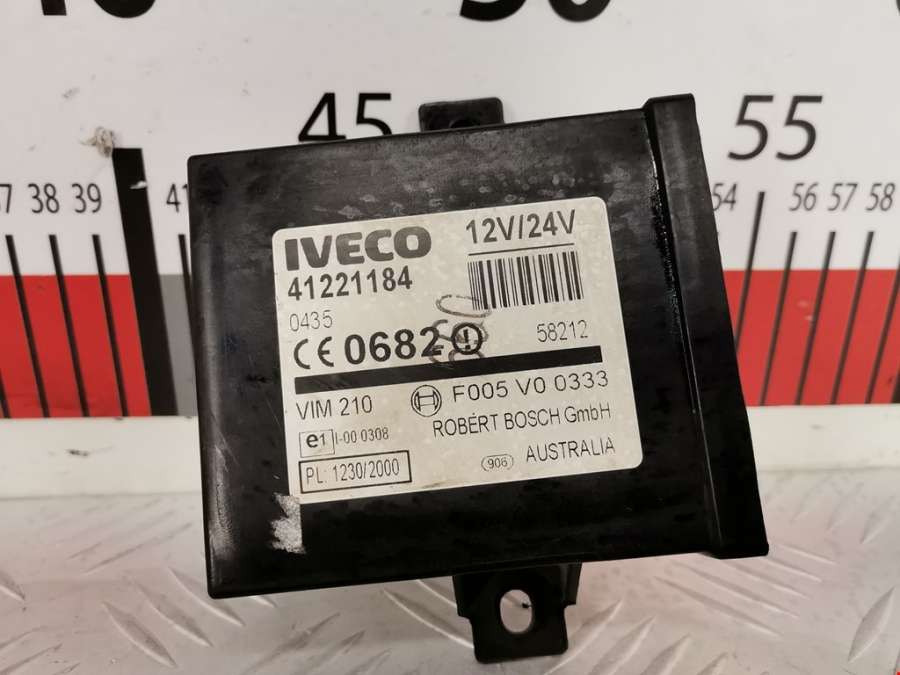 45
55
37 38 39 41
54 56 57 58
IVECO 12V/24V
41221184
0435
CE 0682
58212
VIM 210 F005 V0 0333
ROBERT BOSCH GmbH
e1 I-00 0308
AUSTRALIA
PL: 1230/2000
906